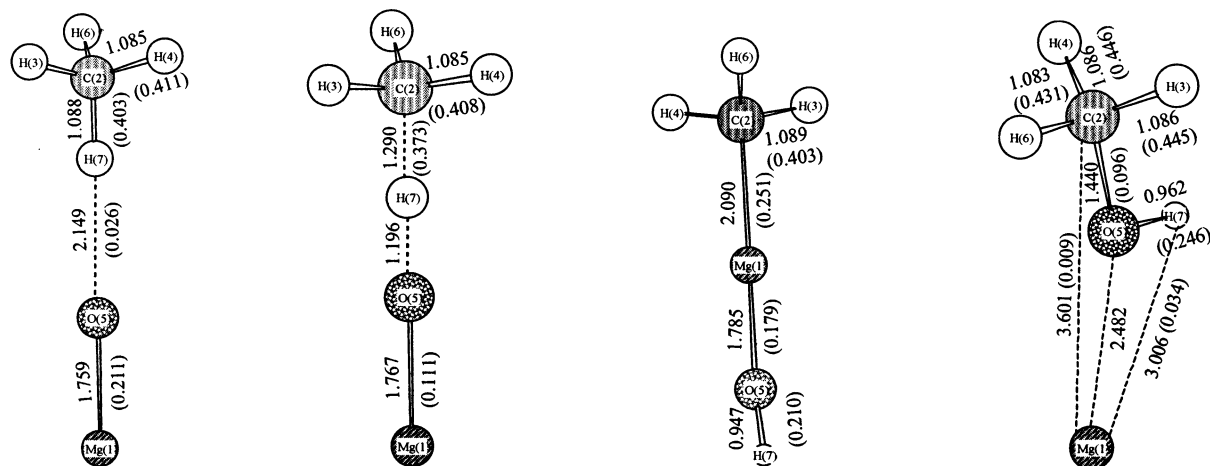 H(6)
1.085
H(3)
H(4)
C(2)
(0.411)
1.088
(0.403)
H(7)
2.149
(0.026)
O(5)
1.759
(0.211)
Mg(1
H(6)
1.085
H(3)
H(4)
C(2)
(0.408)
1.290
(0.373)
H(7)
1.196
O(5)
1.767
(0.111)
Mg(1
H(6)
H(4)
C(2
H(3)
1.089
(0.403)
2.090
(0.251)
Mg(1
1.785
(0.179)
O(5)
0.947
(0.210)
H(7)
H(4)
1.086
(0.446)
1.083
(0.431)
H(3)
C(2)
H(6)
1.086
(0.445)
1.440
(0.096)
0.962
H(7)
O(5
(0.246)
3.601 (0.009)
2.482
3.006 (0.034)
Mg(1